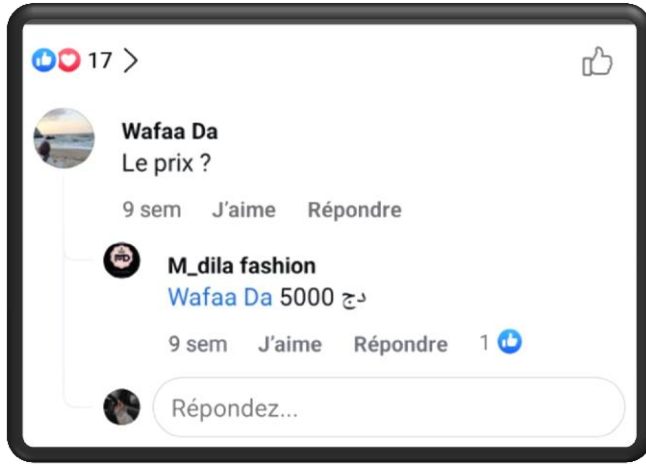 17
Wafaa Da
Le prix ?
9 sem J'aime Répondre
M_dila fashion
Wafaa Da 5000 دج
9 sem J'aime Répondre 1
Répondez...